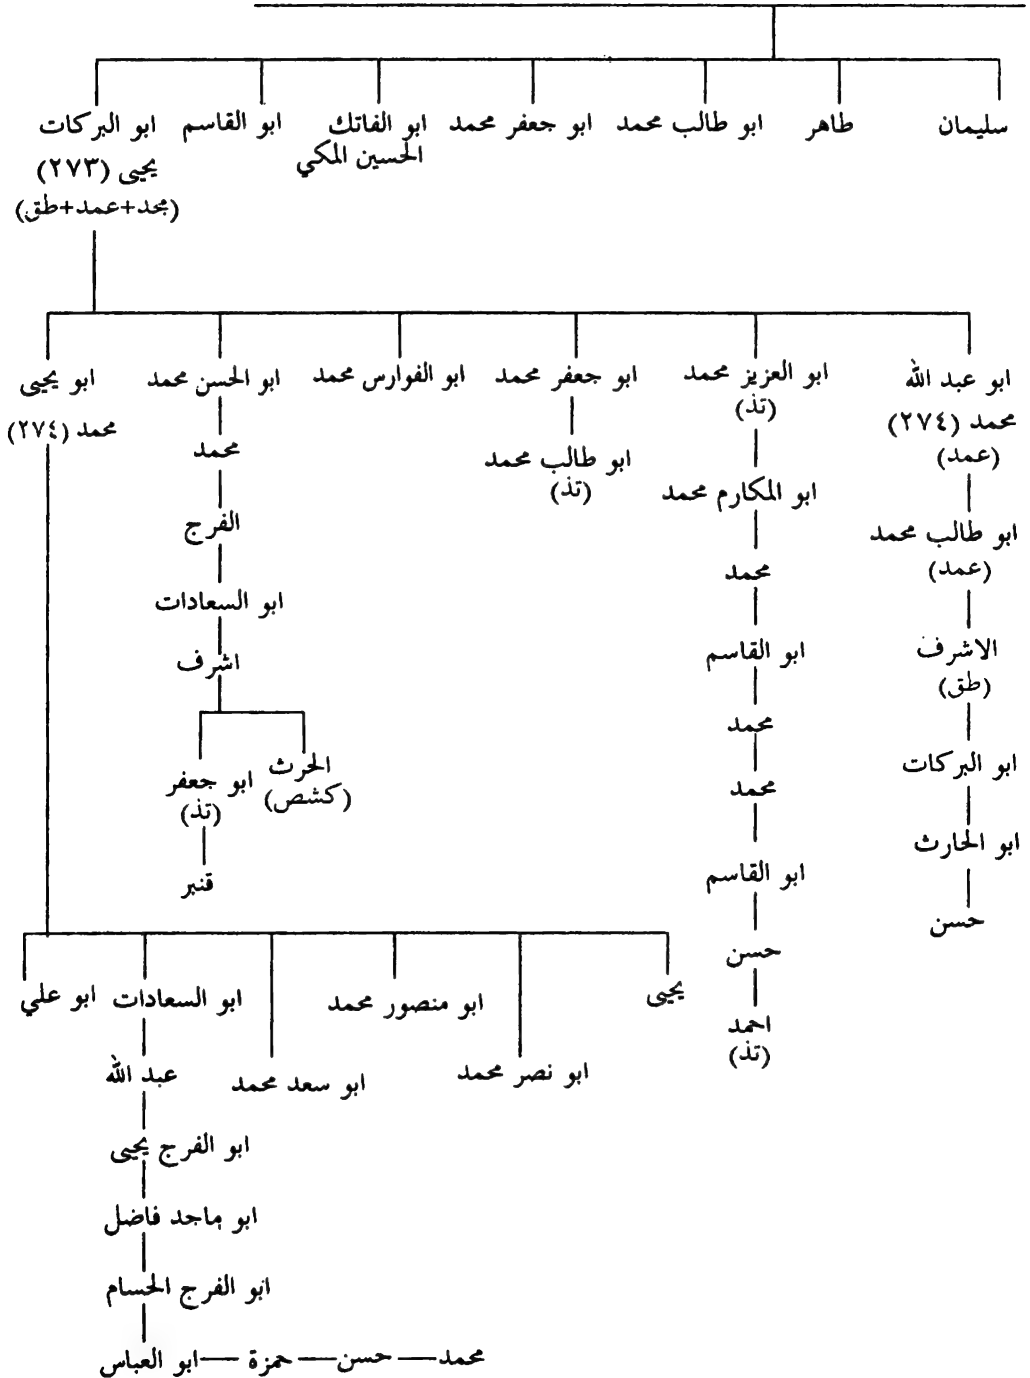 سليمان
طاهر
ابو طالب محمد
ابو جعفر محمد
ابو الفاتك
الحسين المكي
ابو القاسم
ابو البركات
يحيى (٢٧٣)
(مجد+عمد+طق)
ابو عبد الله
محمد (٢٧٤)
(عمد)
ابو طالب محمد
(عمد)
الاشرف
(طق)
ابو البركات
ابو الحارث
حسن
ابو العزيز محمد
(تذ)
ابو المكارم محمد
محمد
ابو القاسم
محمد
محمد
ابو القاسم
حسن
احمد
(تذ)
ابو جعفر محمد
ابو طالب محمد
(تذ)
ابو الفوارس محمد
ابو الحسن محمد
محمد
الفرج
ابو السعادات
اشرف
الحرث
(كشص)
ابو جعفر
(تذ)
قنبر
ابو يحيى
محمد (٢٧٤)
يحيى
ابو نصر محمد
ابو منصور محمد
ابو سعد محمد
ابو السعادات
عبد الله
ابو الفرج يحيى
ابو ماجد فاضل
ابو الفرج الحسام
محمد — حسن — حمزة — ابو العباس
ابو علي